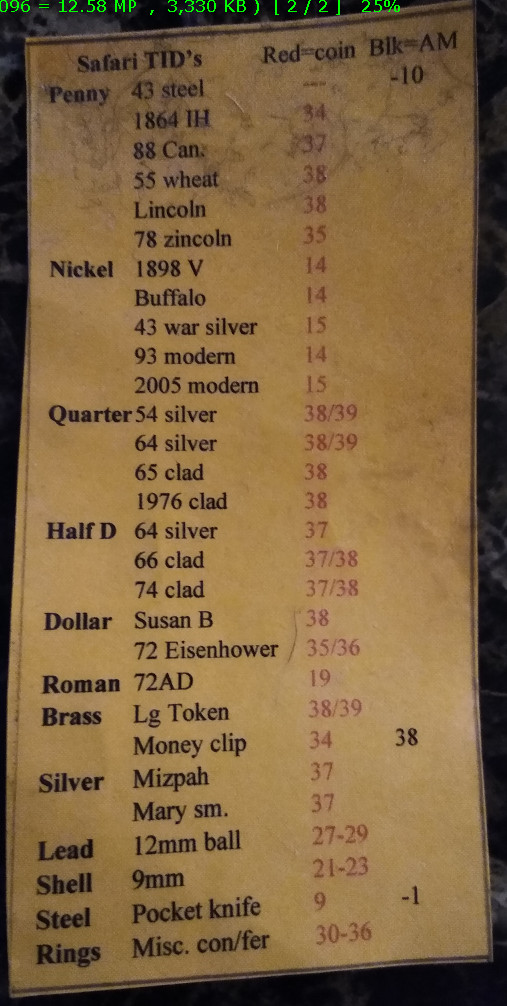 096 = 12.58 MP , 3,330 KB ) [ 2 / 2 ] 25%
Safari TID's Red=coin Blk=AM
Penny 43 steel --- -10
1864 IH 34
88 Can. 37
55 wheat 38
Lincoln 38
78 zincoln 35
Nickel 1898 V 14
Buffalo 14
43 war silver 15
93 modern 14
2005 modern 15
Quarter 54 silver 38/39
64 silver 38/39
65 clad 38
1976 clad 38
Half D 64 silver 37
66 clad 37/38
74 clad 37/38
Dollar Susan B 38
72 Eisenhower 35/36
Roman 72AD 19
Brass Lg Token 38/39
Money clip 34 38
Silver Mizpah 37
Mary sm. 37
Lead 12mm ball 27-29
Shell 9mm 21-23
Steel Pocket knife 9 -1
Rings Misc. con/fer 30-36